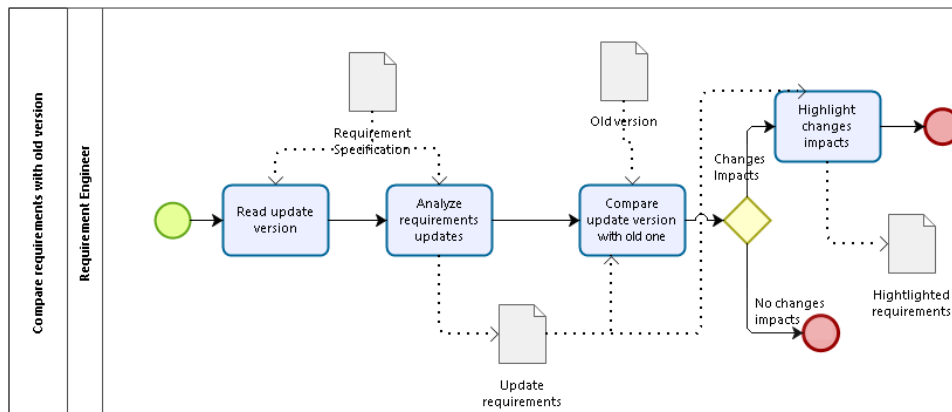 Compare requirements with old version
Requirement Engineer
Requirement
Specification
Old version
Highlight
changes
impacts
Changes
Impacts
Read update
version
Analyze
requirements
updates
Compare
update version
with old one
No changes
impacts
Hightlighted
requirements
Update
requirements